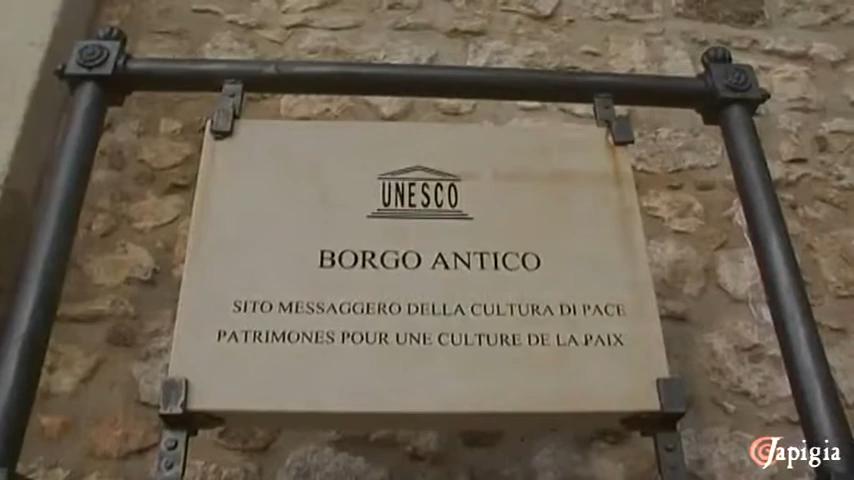 UNESCO
BORGO ANTICO
SITO MESSAGGERO DELLA CULTURA DI PACE
PATRIMONES POUR UNE CULTURE DE LA PAIX
Japigia